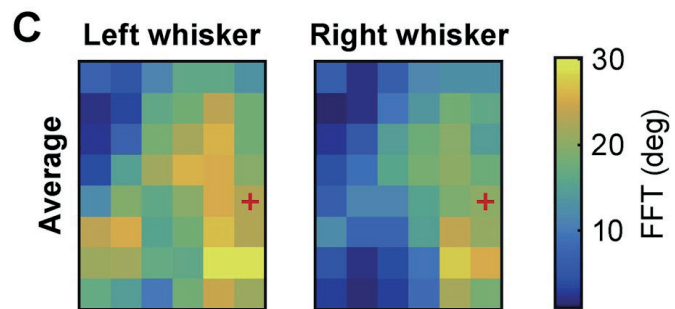 C
Left whisker
Right whisker
Average
+
+
30
20
10
FFT (deg)